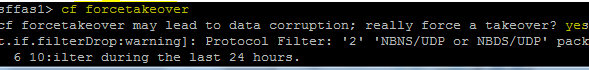 sffas1> cf forcetakeover
cf forcetakeover may lead to data corruption; really force a takeover? yes
t.if.filterDrop:warning]: Protocol Filter: '2' 'NBNS/UDP or NBDS/UDP' pack
6 10:ilter during the last 24 hours.